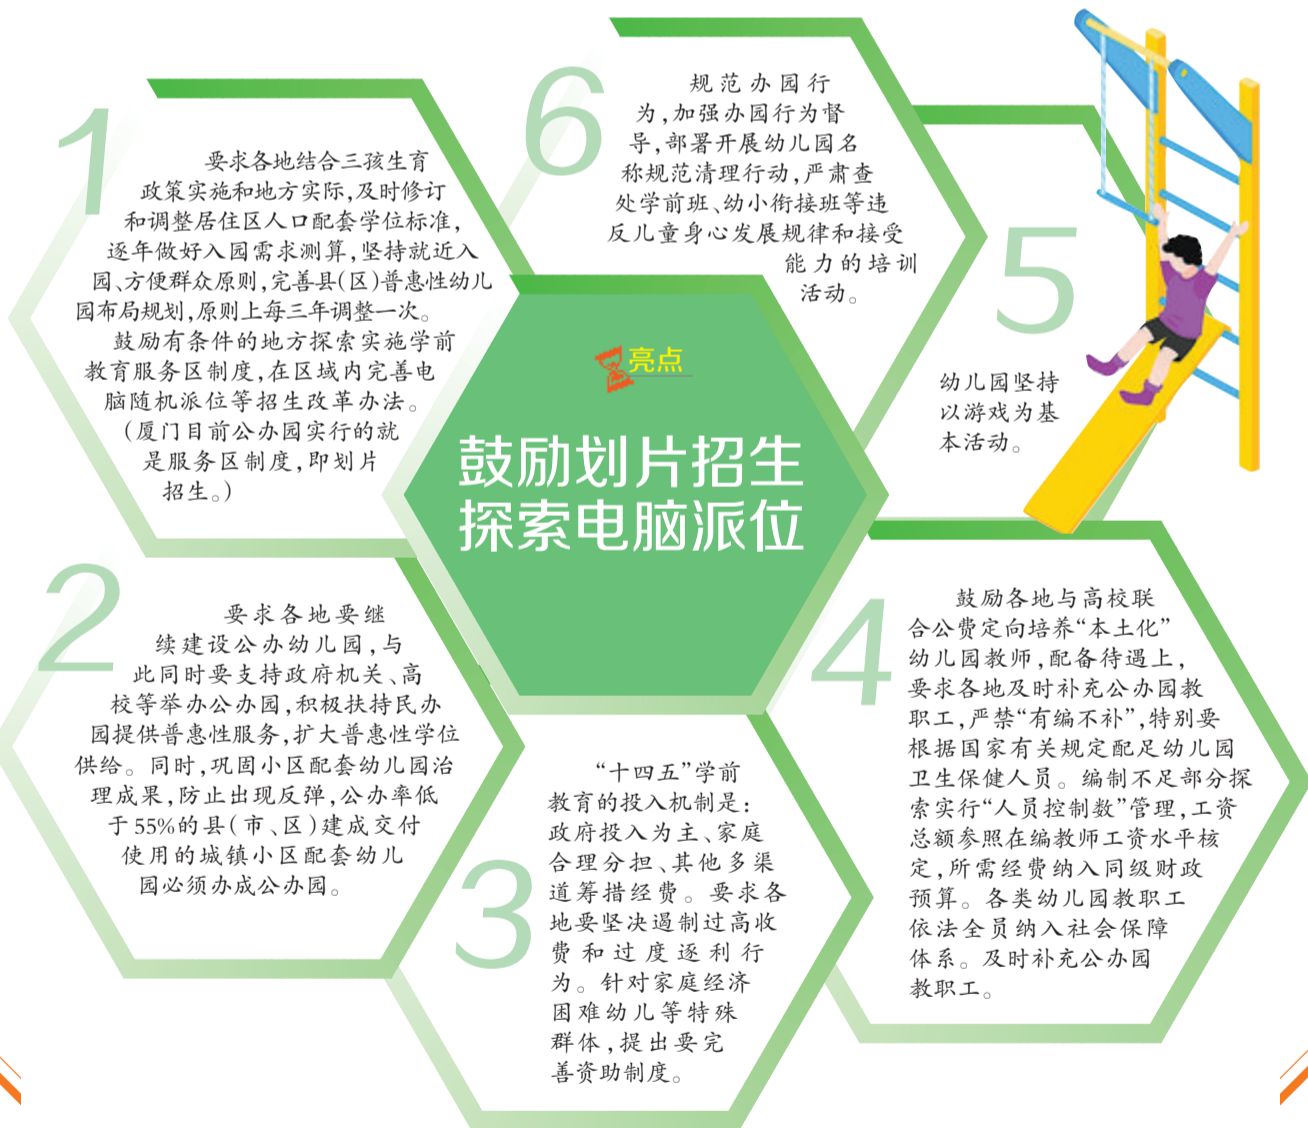 亮点
鼓励划片招生
探索电脑派位
1
要求各地结合三孩生育
政策实施和地方实际,及时修订
和调整居住区人口配套学位标准,
逐年做好入园需求测算,坚持就近入
园、方便群众原则,完善县(区)普惠性幼儿
园布局规划,原则上每三年调整一次。
鼓励有条件的地方探索实施学前
教育服务区制度,在区域内完善电
脑随机派位等招生改革办法。
(厦门目前公办园实行的就
是服务区制度,即划片
招生。)
2
要求各地要继
续建设公办幼儿园,与
此同时要支持政府机关、高
校等举办公办园,积极扶持民办
园提供普惠性服务,扩大普惠性学位
供给。同时,巩固小区配套幼儿园治
理成果,防止出现反弹,公办率低
于55%的县(市、区)建成交付
使用的城镇小区配套幼儿
园必须办成公办园。
3
“十四五”学前
教育的投入机制是:
政府投入为主、家庭
合理分担、其他多渠
道筹措经费。要求各
地要坚决遏制过高收
费和过度逐利行
为。针对家庭经济
困难幼儿等特殊
群体,提出要完
善资助制度。
4
鼓励各地与高校联
合公费定向培养“本土化”
幼儿园教师,配备待遇上,
要求各地及时补充公办园教
职工,严禁“有编不补”,特别要
根据国家有关规定配足幼儿园
卫生保健人员。编制不足部分探
索实行“人员控制数”管理,工资
总额参照在编教师工资水平核
定,所需经费纳入同级财政
预算。各类幼儿园教职工
依法全员纳入社会保障
体系。及时补充公办园
教职工。
5
幼儿园坚持
以游戏为基
本活动。
6
规范办园行
为,加强办园行为督
导,部署开展幼儿园名
称规范清理行动,严肃查
处学前班、幼小衔接班等违
反儿童身心发展规律和接受
能力的培训
活动。